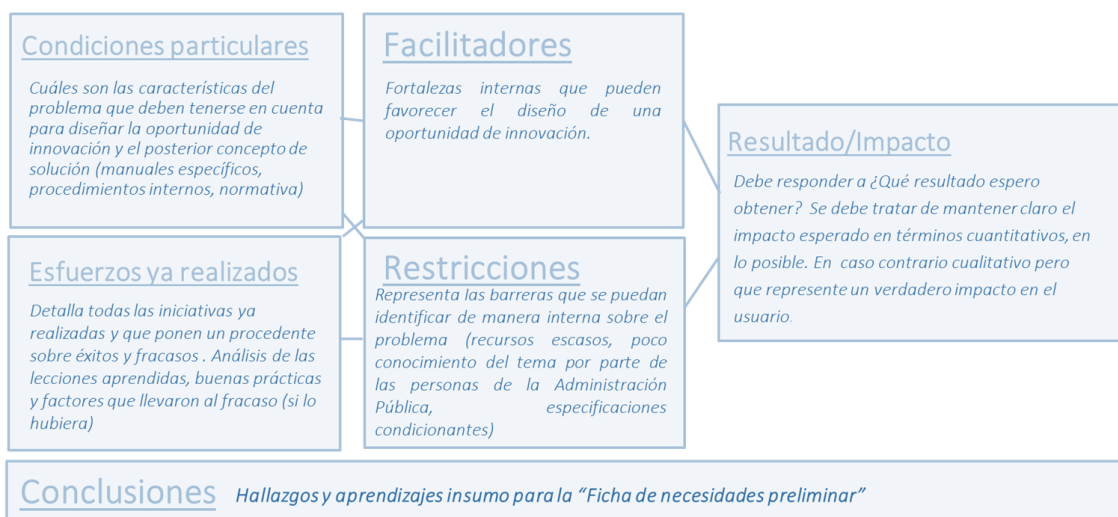 Condiciones particulares
Cuáles son las características del
problema que deben tenerse en cuenta
para diseñar la oportunidad de
innovación y el posterior concepto de
solución (manuales específicos,
procedimientos internos, normativa)
Esfuerzos ya realizados
Detalla todas las iniciativas ya
realizadas y que ponen un procedente
sobre éxitos y fracasos . Análisis de las
lecciones aprendidas, buenas prácticas
y factores que llevaron al fracaso (si lo
hubiera)
Facilitadores
Fortalezas internas que pueden
favorecer el diseño de una
oportunidad de innovación.
Restricciones
Representa las barreras que se puedan
identificar de manera interna sobre el
problema (recursos escasos, poco
conocimiento del tema por parte de
las personas de la Administración
Pública, especificaciones
condicionantes)
Resultado/Impacto
Debe responder a ¿Qué resultado espero
obtener? Se debe tratar de mantener claro el
impacto esperado en términos cuantitativos, en
lo posible. En caso contrario cualitativo pero
que represente un verdadero impacto en el
usuario.
Conclusiones Hallazgos y aprendizajes insumo para la “Ficha de necesidades preliminar”